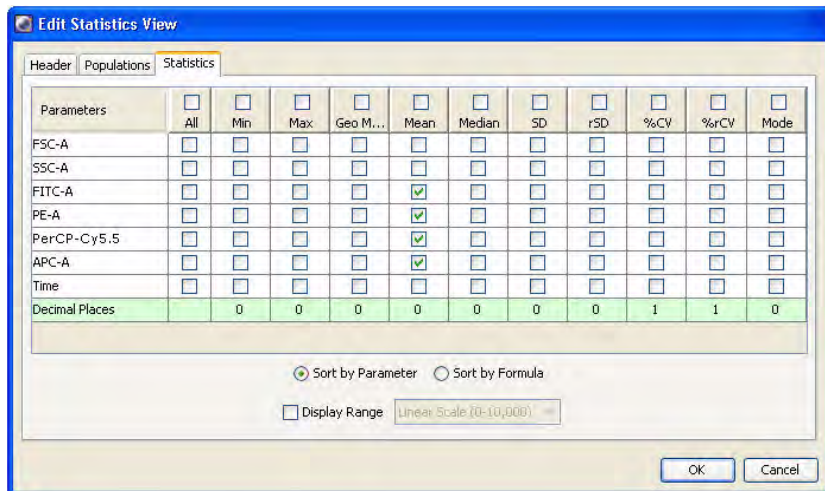 Edit Statistics View
Header Populations Statistics
Parameters All Min Max Geo M... Mean Median SD rSD %CV %rCV Mode
FSC-A
SSC-A
FITC-A
PE-A
PerCP-Cy5.5
APC-A
Time
Decimal Places 0 0 0 0 0 0 0 1 1 0
Sort by Parameter Sort by Formula
Display Range Linear Scale (0-10,000)
OK Cancel